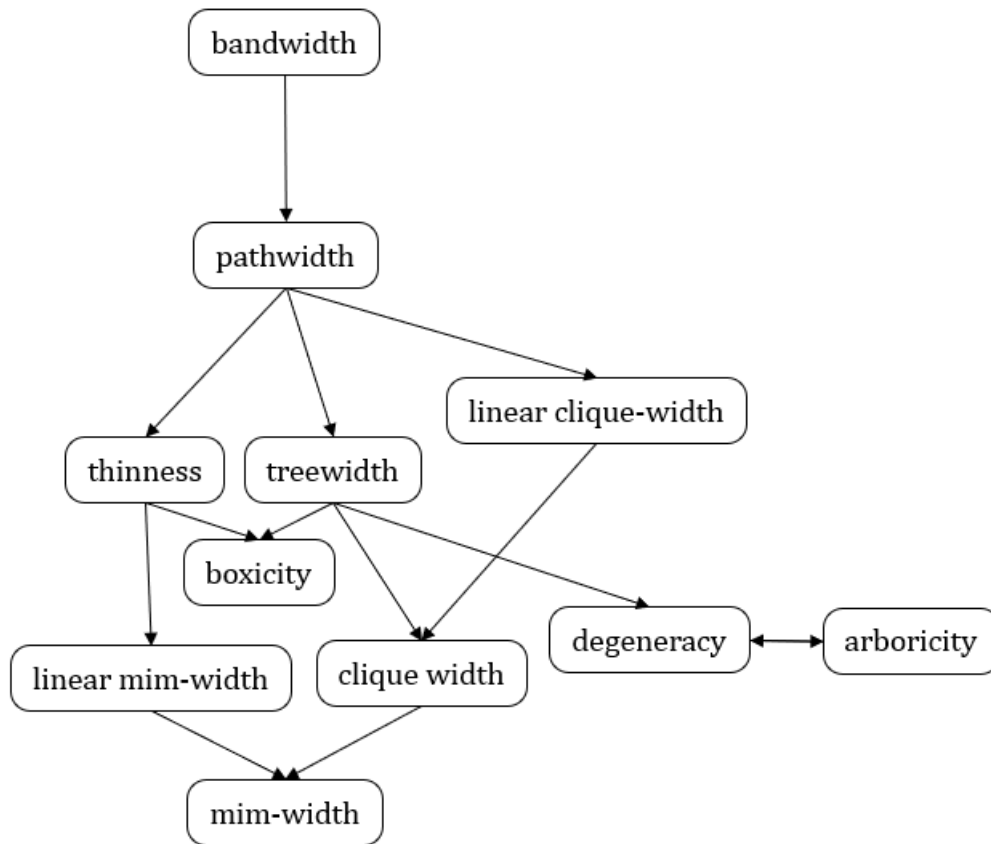 bandwidth
pathwidth
linear clique-width
thinness
treewidth
boxicity
degeneracy
arboricity
linear mim-width
clique width
mim-width